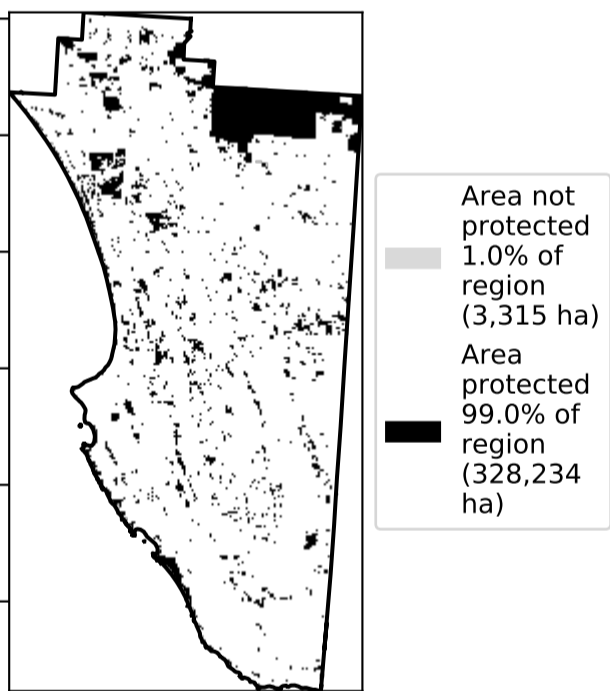 Area not
protected
1.0% of
region
(3,315 ha)
Area
protected
99.0% of
region
(328,234
ha)